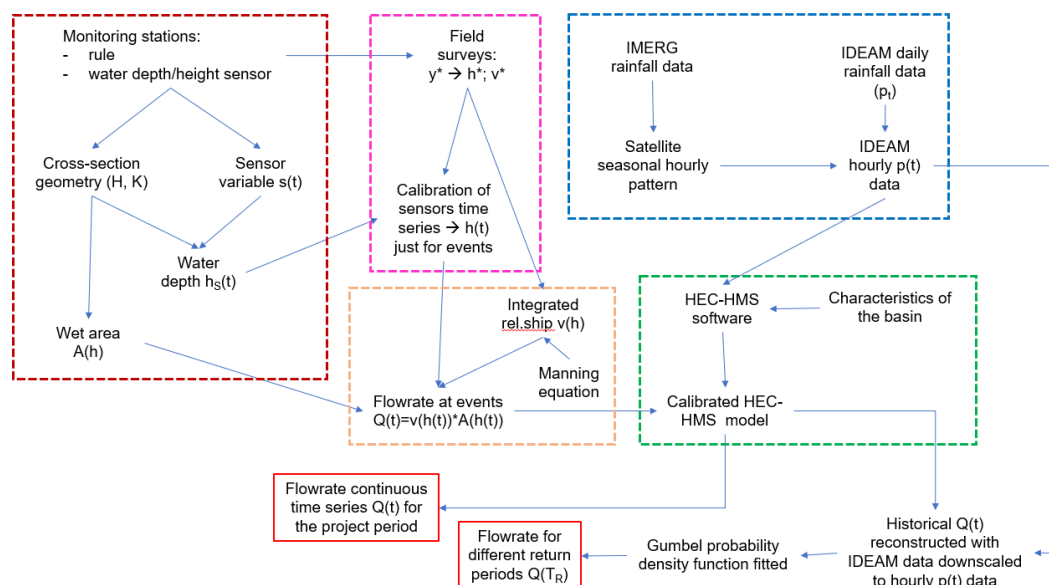 Monitoring stations:
- rule
- water depth/height sensor
Cross-section
geometry (H, K)
Sensor
variable s(t)
Water
depth hS(t)
Wet area
A(h)
Field
surveys:
y* → h*; v*
Calibration of
sensors time
series → h(t)
just for events
Integrated
rel.ship v(h)
Manning
equation
Flowrate at events
Q(t)=v(h(t))*A(h(t))
IMERG
rainfall data
IDEAM daily
rainfall data
(pt)
Satellite
seasonal hourly
pattern
IDEAM
hourly p(t)
data
HEC-HMS
software
Characteristics of
the basin
Calibrated HEC-
HMS model
Flowrate continuous
time series Q(t) for
the project period
Flowrate for
different return
periods Q(TR)
Gumbel probability
density function fitted
Historical Q(t)
reconstructed with
IDEAM data downscaled
to hourly p(t) data